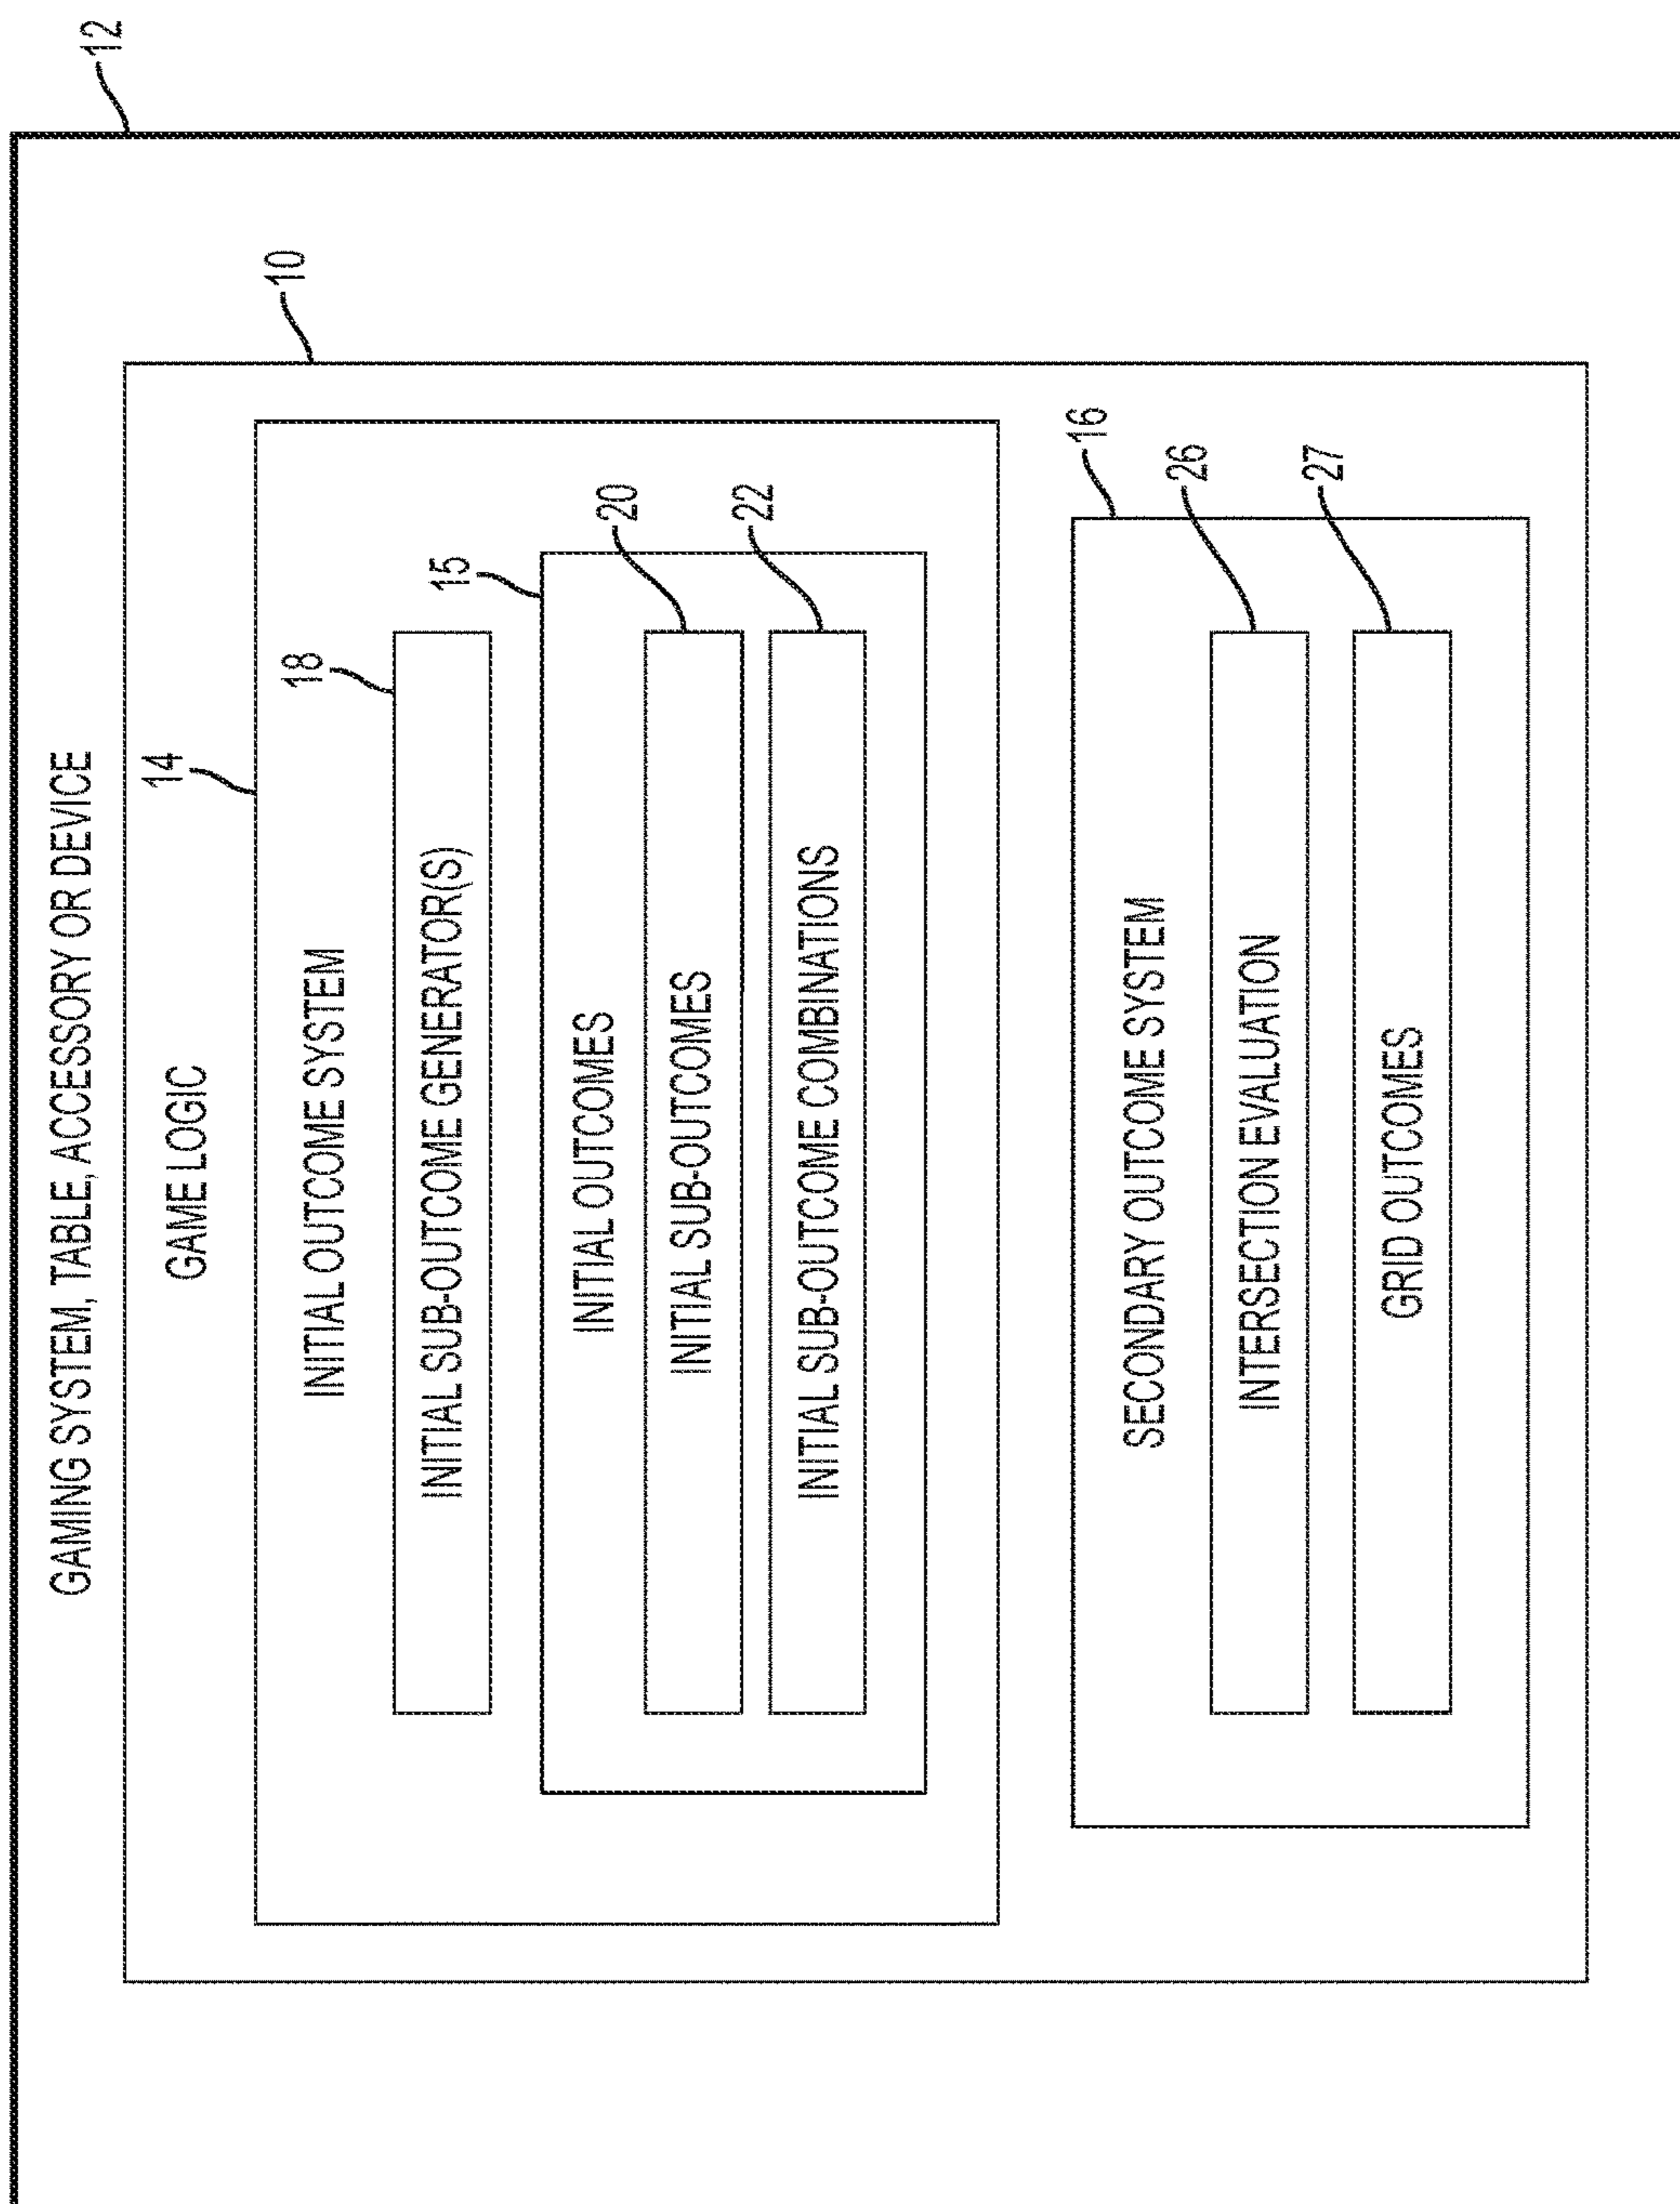 12
GAMING SYSTEM, TABLE, ACCESSORY OR DEVICE
10
GAME LOGIC
14
INITIAL OUTCOME SYSTEM
18
INITIAL SUB-OUTCOME GENERATOR(S)
15
INITIAL OUTCOMES
20
INITIAL SUB-OUTCOMES
22
INITIAL SUB-OUTCOME COMBINATIONS
16
SECONDARY OUTCOME SYSTEM
26
INTERSECTION EVALUATION
27
GRID OUTCOMES